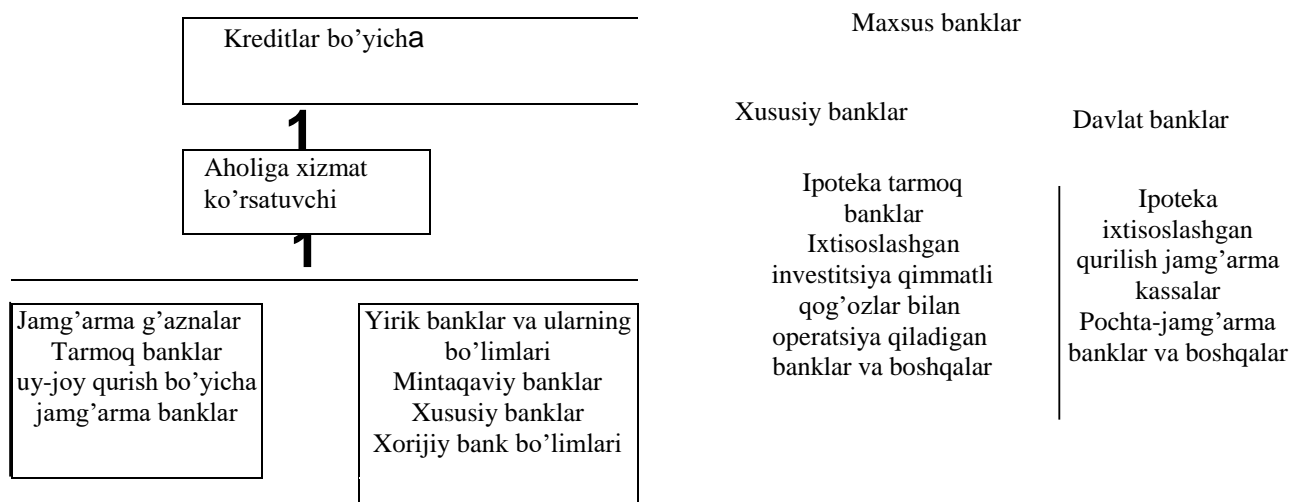 Kreditlar bo’yicha
1
Aholiga xizmat
ko’rsatuvchi
1
Jamg’arma g’aznalar
Tarmoq banklar
uy-joy qurish bo’yicha
jamg’arma banklar
Yirik banklar va ularning
bo’limlari
Mintaqaviy banklar
Xususiy banklar
Xorijiy bank bo’limlari
Maxsus banklar
Xususiy banklar
Ipoteka tarmoq
banklar
Ixtisoslashgan
investitsiya qimmatli
qog’ozlar bilan
operatsiya qiladigan
banklar va boshqalar
Davlat banklar
Ipoteka
ixtisoslashgan
qurilish jamg’arma
kassalar
Pochta-jamg’arma
banklar va boshqalar